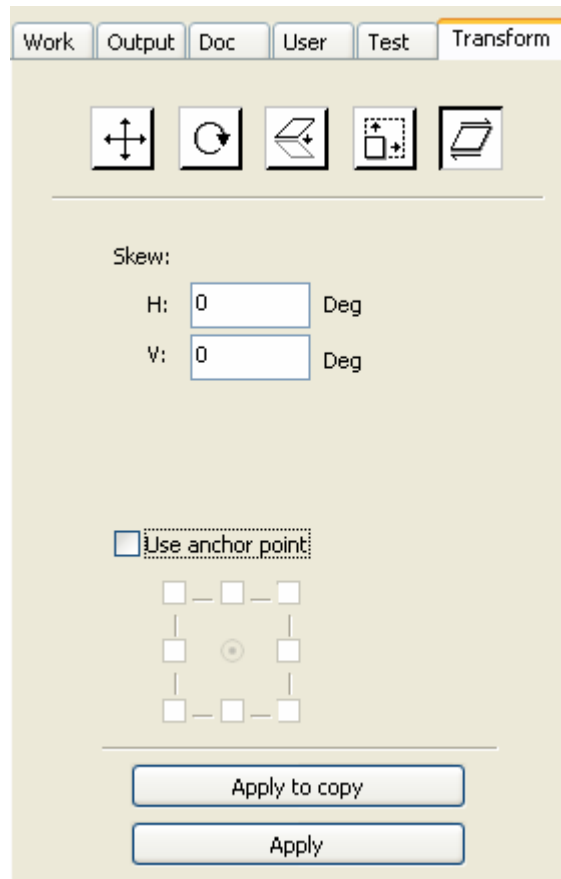 Work Output Doc User Test Transform
Skew:
H: 0 Deg
V: 0 Deg
Use anchor point
Apply to copy
Apply